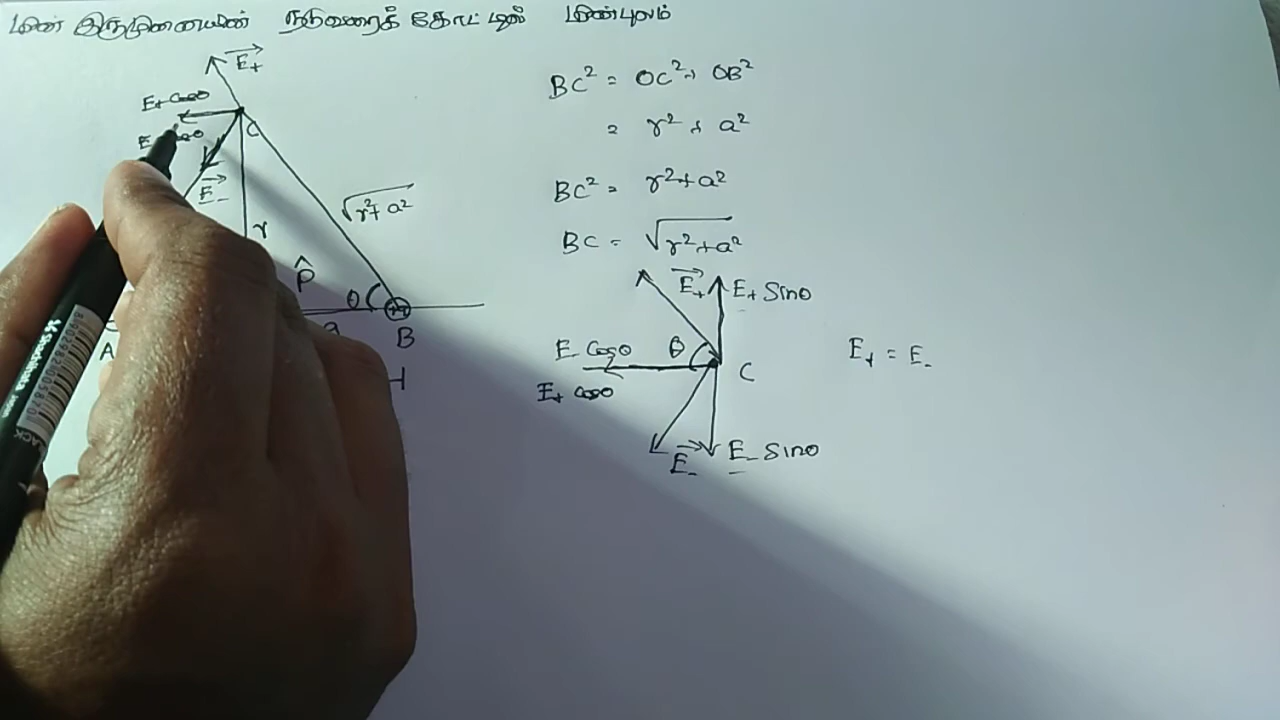 மின் இருமுனையின் நடுவரைக் கோட்டில் மின்புலம்
E₊
E₊ Cosθ
C
E₋
√r²+a²
r
p̂
θ
++
a
A
B
BC² = OC² + OB²
= r² + a²
BC² = r² + a²
BC = √r²+a²
E₊
E₊ Sinθ
E₋ Cosθ
θ
C
E₊ Cosθ
E₋
E₋ Sinθ
E₊ = E₋
BLACK